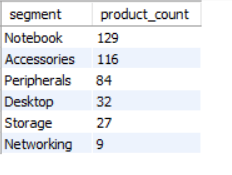 segment product_count
Notebook 129
Accessories 116
Peripherals 84
Desktop 32
Storage 27
Networking 9